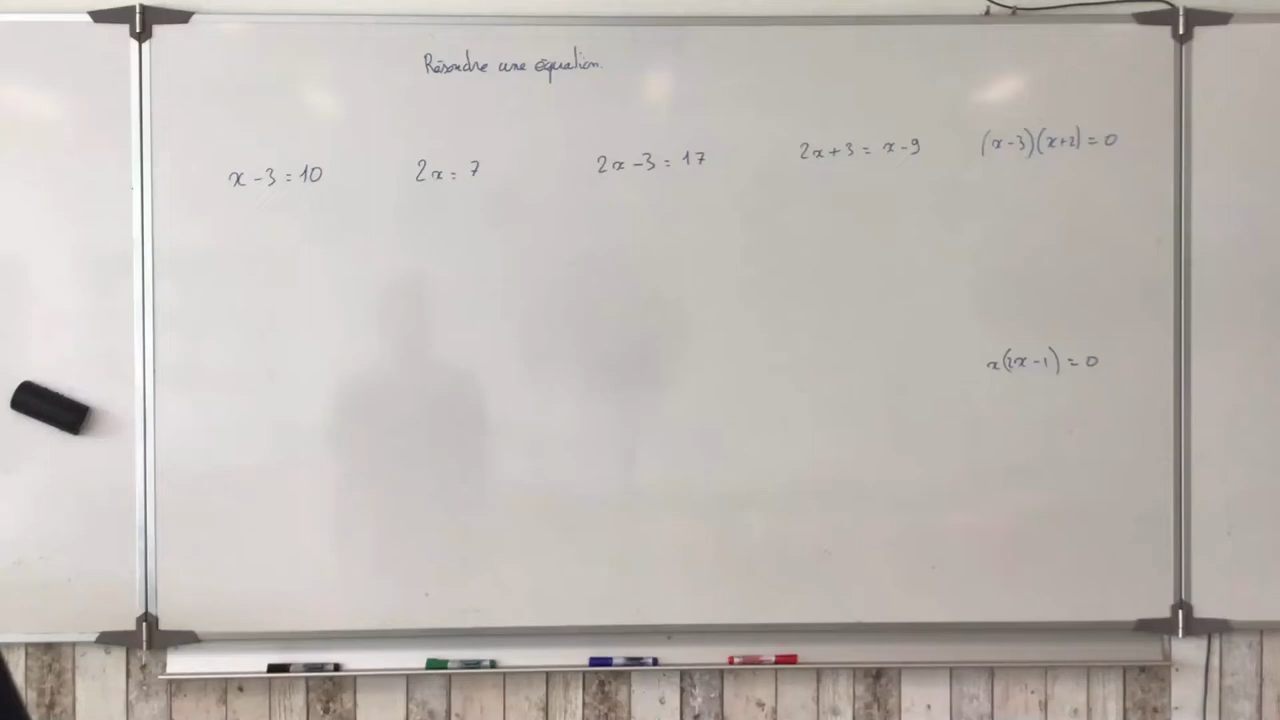 Résoudre une équation.
x - 3 = 10
2x = 7
2x - 3 = 17
2x + 3 = x - 9
(x - 3)(x + 2) = 0
x(2x - 1) = 0